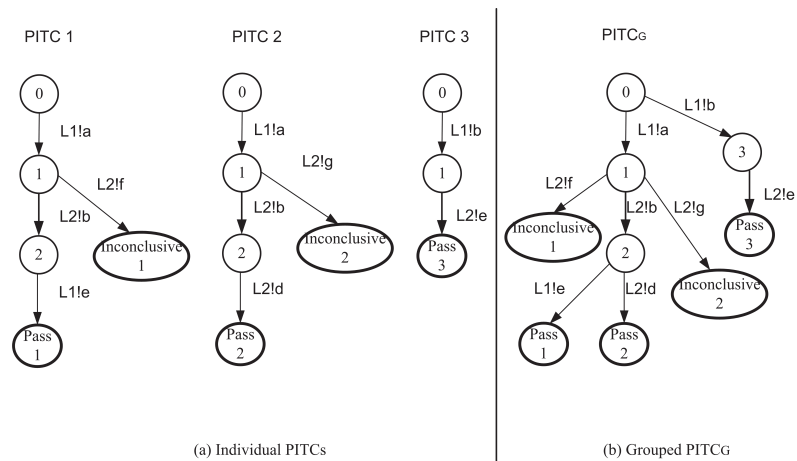 PITC 1
PITC 2
PITC 3
PITCG
0
0
0
0
L1!a
L1!a
L1!b
L1!a
L1!b
1
1
1
1
3
L2!f
L2!b
L2!g
L2!b
L2!e
L2!f
L2!b
L2!g
L2!e
2
Inconclusive
1
2
Inconclusive
2
Pass
3
Inconclusive
1
2
Pass
3
Inconclusive
2
L1!e
L2!d
L1!e
L2!d
Pass
1
Pass
2
Pass
1
Pass
2
(a) Individual PITCs
(b) Grouped PITCG